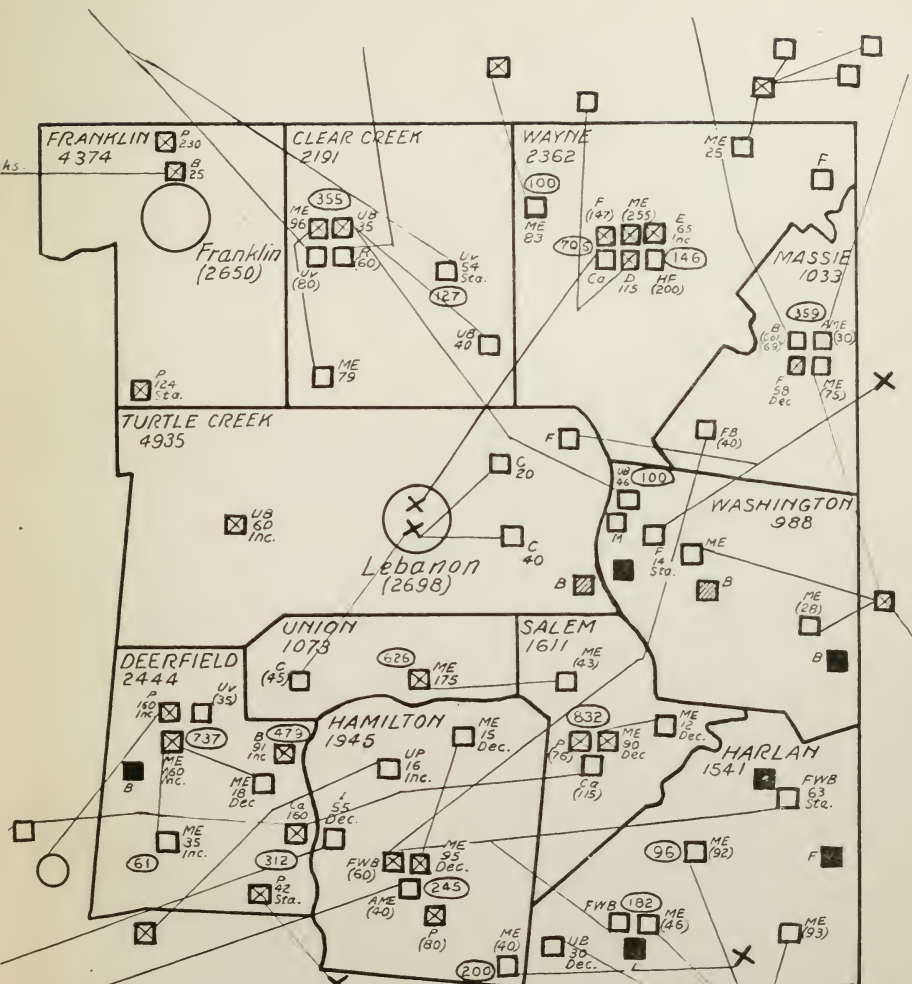 FRANKLIN
4374
P
230
B
25
ks.
Franklin
(2650)
P
124
Sta.
CLEAR CREEK
2191
355
ME
96
UB
35
Uv
(80)
R
(60)
Uv
54
Sta.
127
UB
40
ME
79
WAYNE
2362
100
ME
83
F
(147)
ME
(255)
E
65
Inc
705
146
Ca
D
115
HF
(200)
ME
25
F
MASSIE
1033
359
B
(Col.
69)
AME
(30)
F
58
Dec
ME
(75)
FB
(40)
TURTLE CREEK
4935
UB
60
Inc.
F
C
20
C
40
Lebanon
(2698)
B
WASHINGTON
988
UB
46
100
M
F
14
Sta.
ME
B
ME
(28)
B
UNION
1073
C
(45)
626
ME
175
SALEM
1611
ME
(43)
832
P
(76)
ME
90
Dec
Ca
(115)
ME
12
Dec.
DEERFIELD
2444
P
160
Inc.
Uv
(35)
737
ME
160
Inc.
B
ME
18
Dec
B
91
Inc
479
Ca
160
ME
35
Inc.
61
312
P
42
Sta.
HAMILTON
1945
ME
15
Dec.
UP
16
Inc.
55
Dec.
FWB
(60)
ME
95
Dec.
AME
(40)
245
P
(80)
ME
(40)
200
HARLAN
1541
FWB
63
Sta.
F
96
ME
(92)
FWB
182
ME
(46)
UB
30
Dec.
ME
(93)